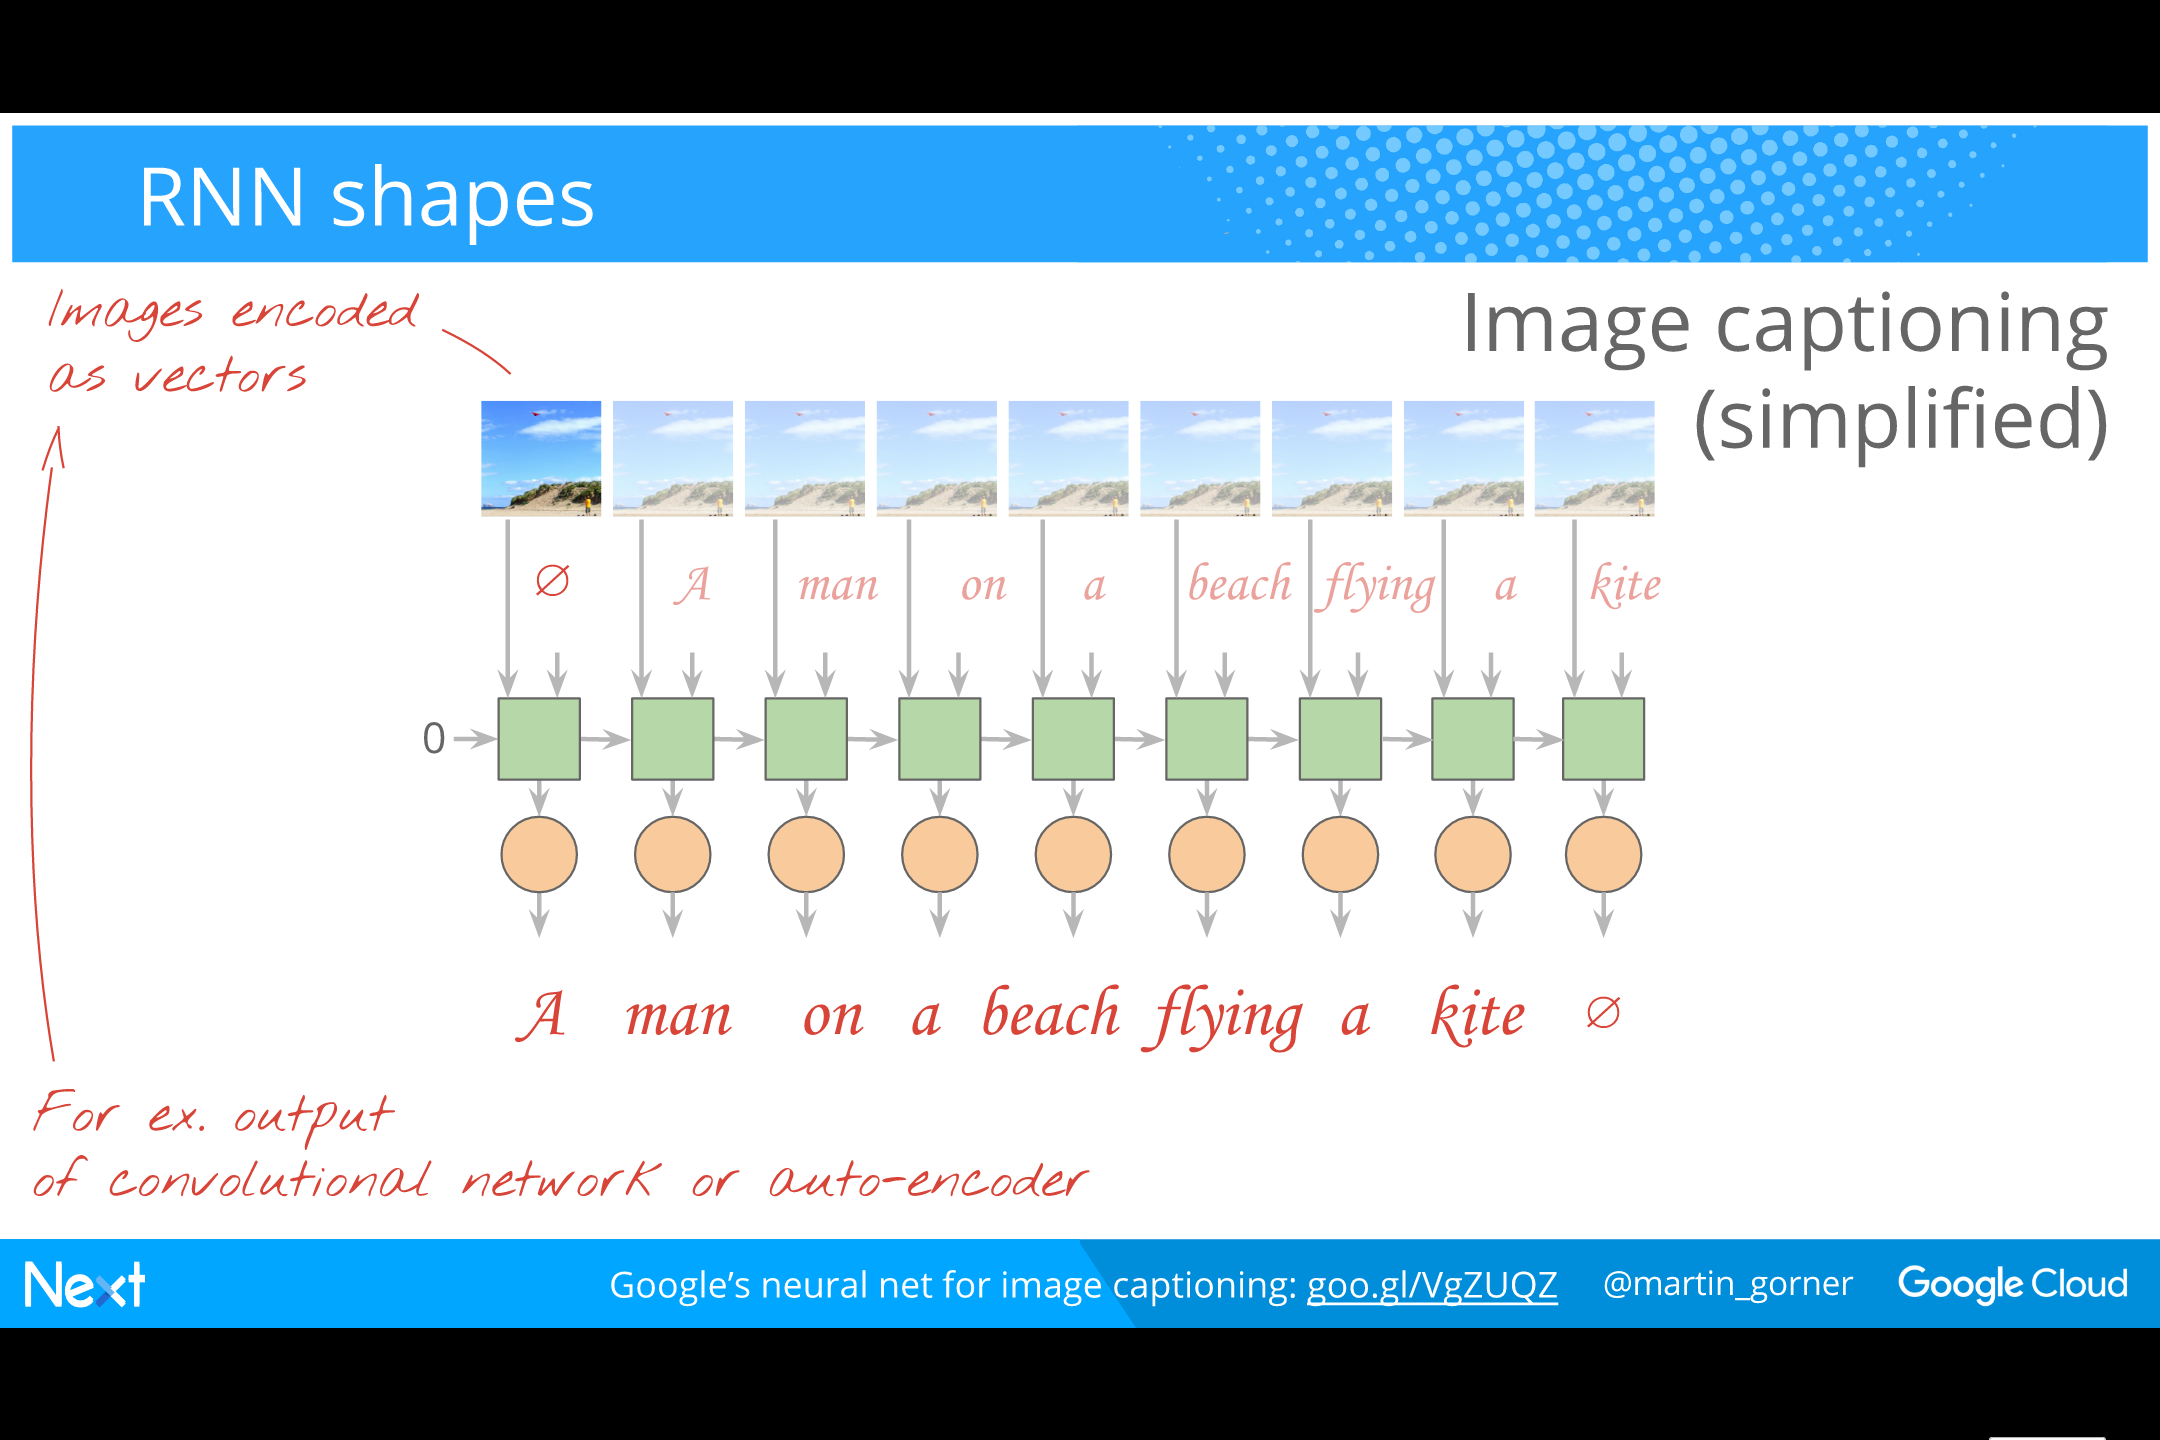 RNN shapes
Images encoded
as vectors
Image captioning
(simplified)
∅ A man on a beach flying a kite
0
A man on a beach flying a kite ∅
For ex. output
of convolutional network or auto-encoder
Next
Google’s neural net for image captioning: goo.gl/VgZUQZ
@martin_gorner
Google Cloud